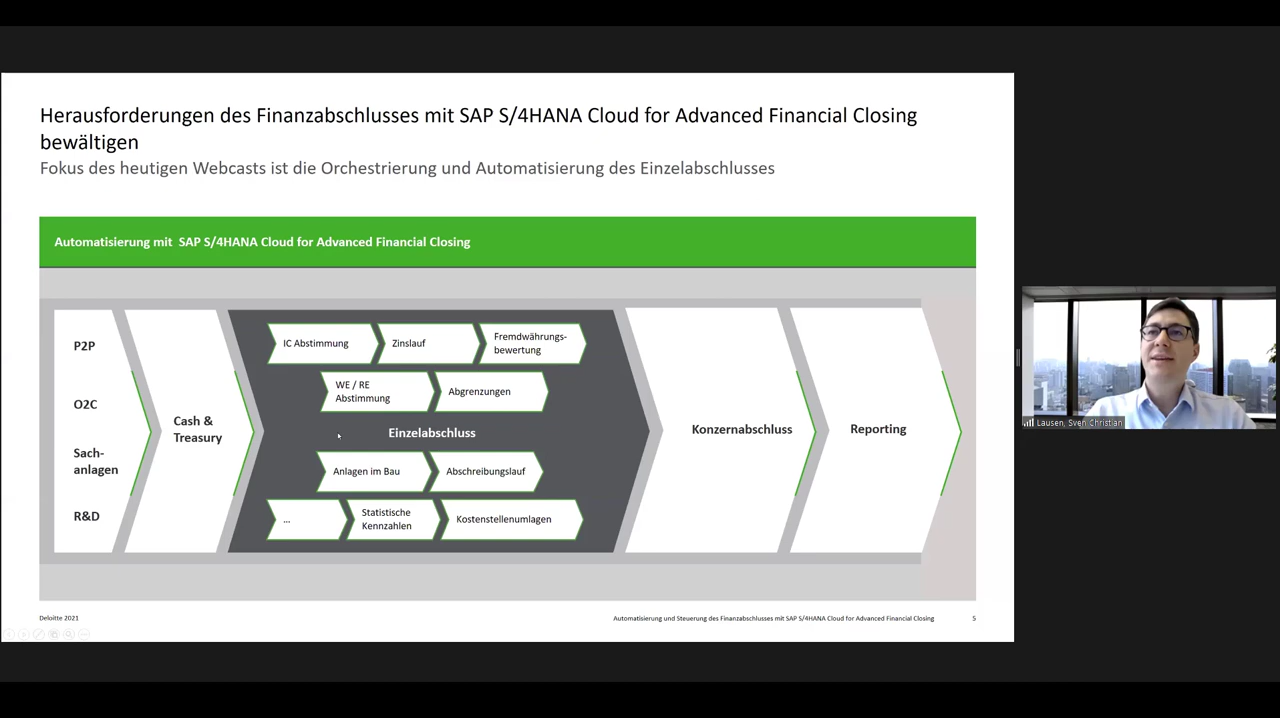 Herausforderungen des Finanzabschlusses mit SAP S/4HANA Cloud for Advanced Financial Closing
bewältigen
Fokus des heutigen Webcasts ist die Orchestrierung und Automatisierung des Einzelabschlusses
Automatisierung mit SAP S/4HANA Cloud for Advanced Financial Closing
P2P
O2C
Sach-
anlagen
R&D
Cash &
Treasury
IC Abstimmung
Zinslauf
Fremdwährungs-
bewertung
WE / RE
Abstimmung
Abgrenzungen
Einzelabschluss
Anlagen im Bau
Abschreibungslauf
...
Statistische
Kennzahlen
Kostenstellenumlagen
Konzernabschluss
Reporting
Lausen, Sven Christian
Deloitte 2021
Automatisierung und Steuerung des Finanzabschlusses mit SAP S/4HANA Cloud for Advanced Financial Closing
5